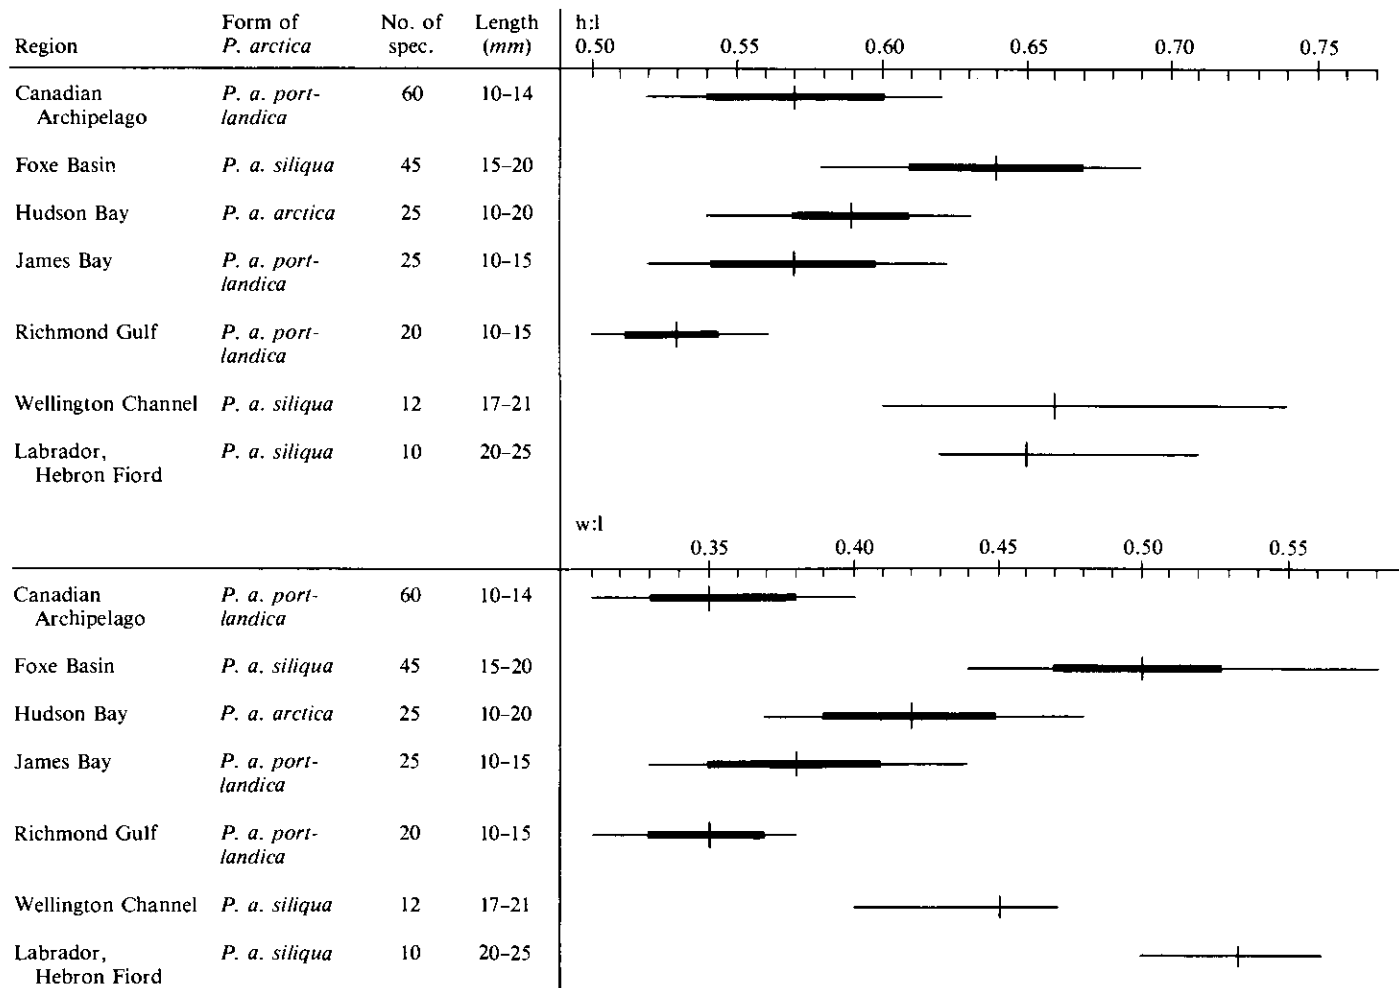 Form of No. of Length h:l
Region P. arctica spec. (mm) 0.50 0.55 0.60 0.65 0.70 0.75
Canadian P. a. port- 60 10–14
Archipelago landica
Foxe Basin P. a. siliqua 45 15–20
Hudson Bay P. a. arctica 25 10–20
James Bay P. a. port- 25 10–15
landica
Richmond Gulf P. a. port- 20 10–15
landica
Wellington Channel P. a. siliqua 12 17–21
Labrador, P. a. siliqua 10 20–25
Hebron Fiord
w:l
0.35 0.40 0.45 0.50 0.55
Canadian P. a. port- 60 10–14
Archipelago landica
Foxe Basin P. a. siliqua 45 15–20
Hudson Bay P. a. arctica 25 10–20
James Bay P. a. port- 25 10–15
landica
Richmond Gulf P. a. port- 20 10–15
landica
Wellington Channel P. a. siliqua 12 17–21
Labrador, P. a. siliqua 10 20–25
Hebron Fiord